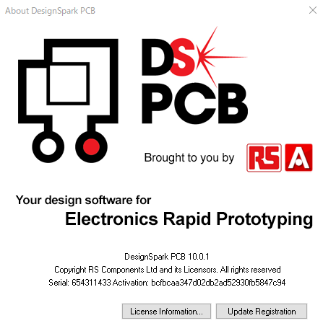 About DesignSpark PCB
DS
PCB
Brought to you by RS A
Your design software for
Electronics Rapid Prototyping
DesignSpark PCB 10.0.1
Copyright RS Components Ltd and its Licensors. All rights reserved
Serial: 654311433 Activation: bcfbcaa347d02db2ad52930fb5847c94
License Information...
Update Registration